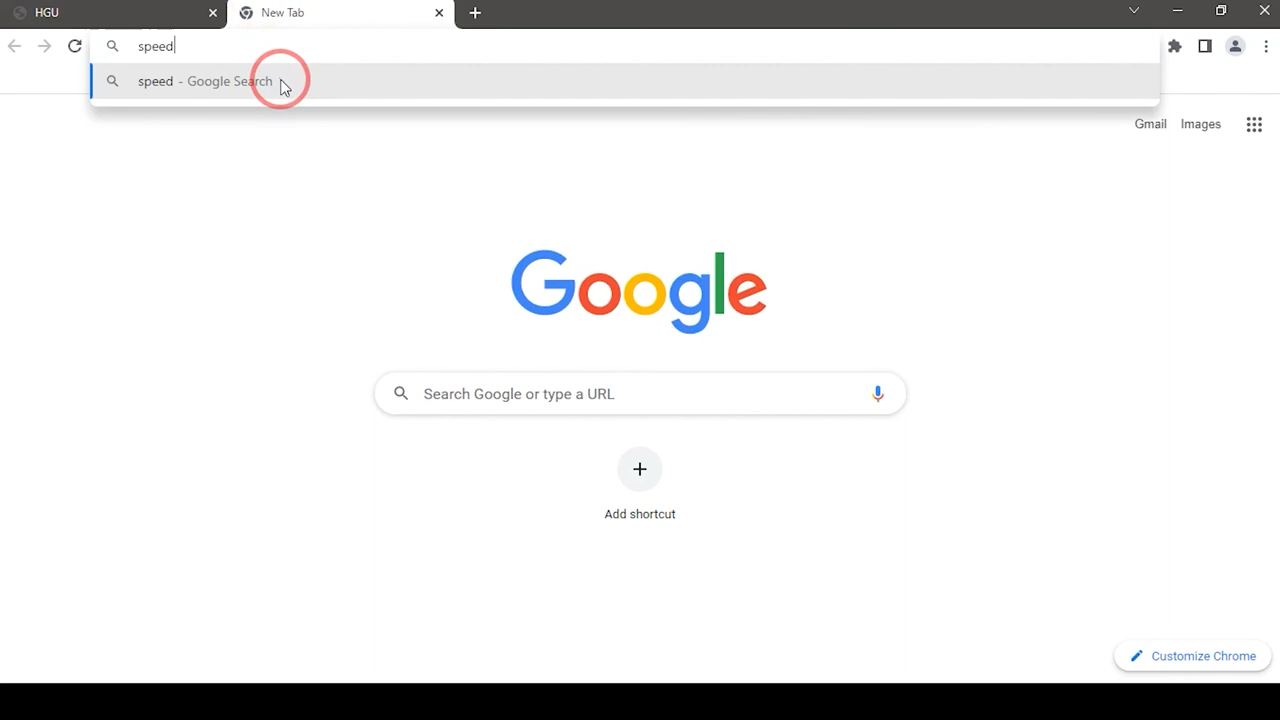 HGU
New Tab
speed
speed - Google Search
Gmail
Images
Google
Search Google or type a URL
Add shortcut
Customize Chrome